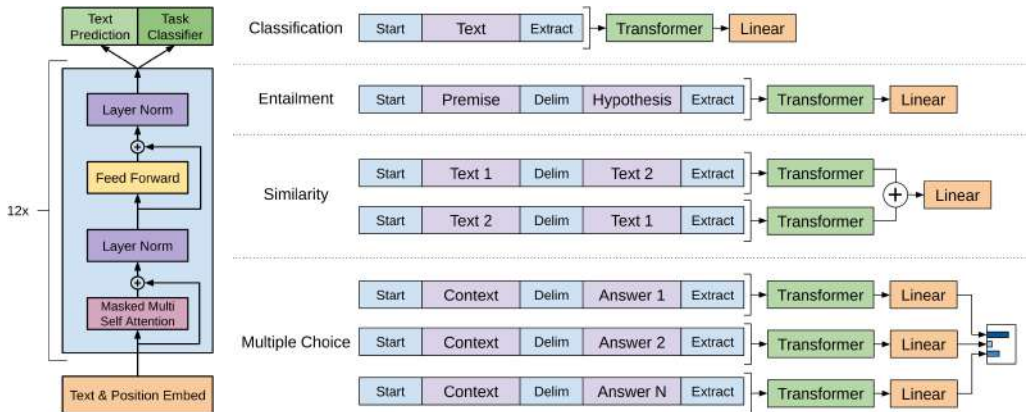 Text Prediction
Task Classifier
12x
Layer Norm
Feed Forward
Layer Norm
Masked Multi
Self Attention
Text & Position Embed
Classification Start Text Extract Transformer Linear
Entailment Start Premise Delim Hypothesis Extract Transformer Linear
Similarity
Start Text 1 Delim Text 2 Extract Transformer
Start Text 2 Delim Text 1 Extract Transformer
Linear
Multiple Choice
Start Context Delim Answer 1 Extract Transformer Linear
Start Context Delim Answer 2 Extract Transformer Linear
Start Context Delim Answer N Extract Transformer Linear